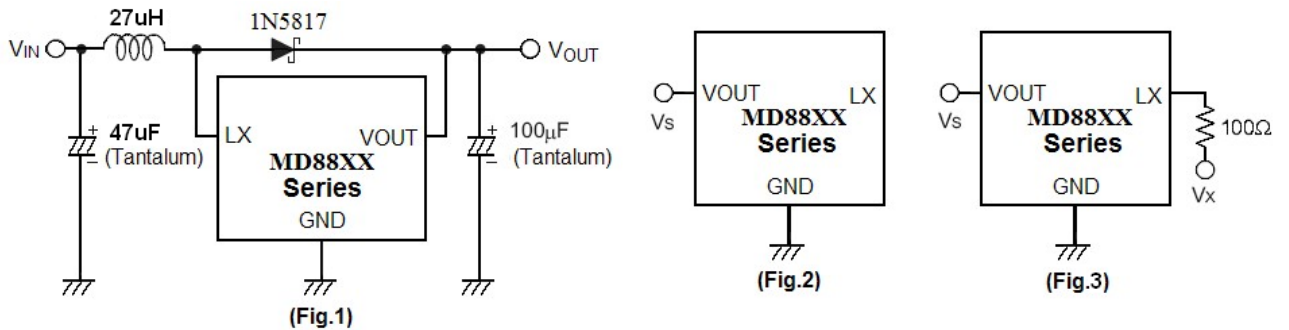 27uH
1N5817
VIN
VOUT
47uF
(Tantalum)
+
–
LX
VOUT
MD88XX
Series
GND
100μF
(Tantalum)
+
–
(Fig.1)
VOUT
LX
Vs
MD88XX
Series
GND
(Fig.2)
VOUT
LX
Vs
MD88XX
Series
GND
100Ω
Vx
(Fig.3)